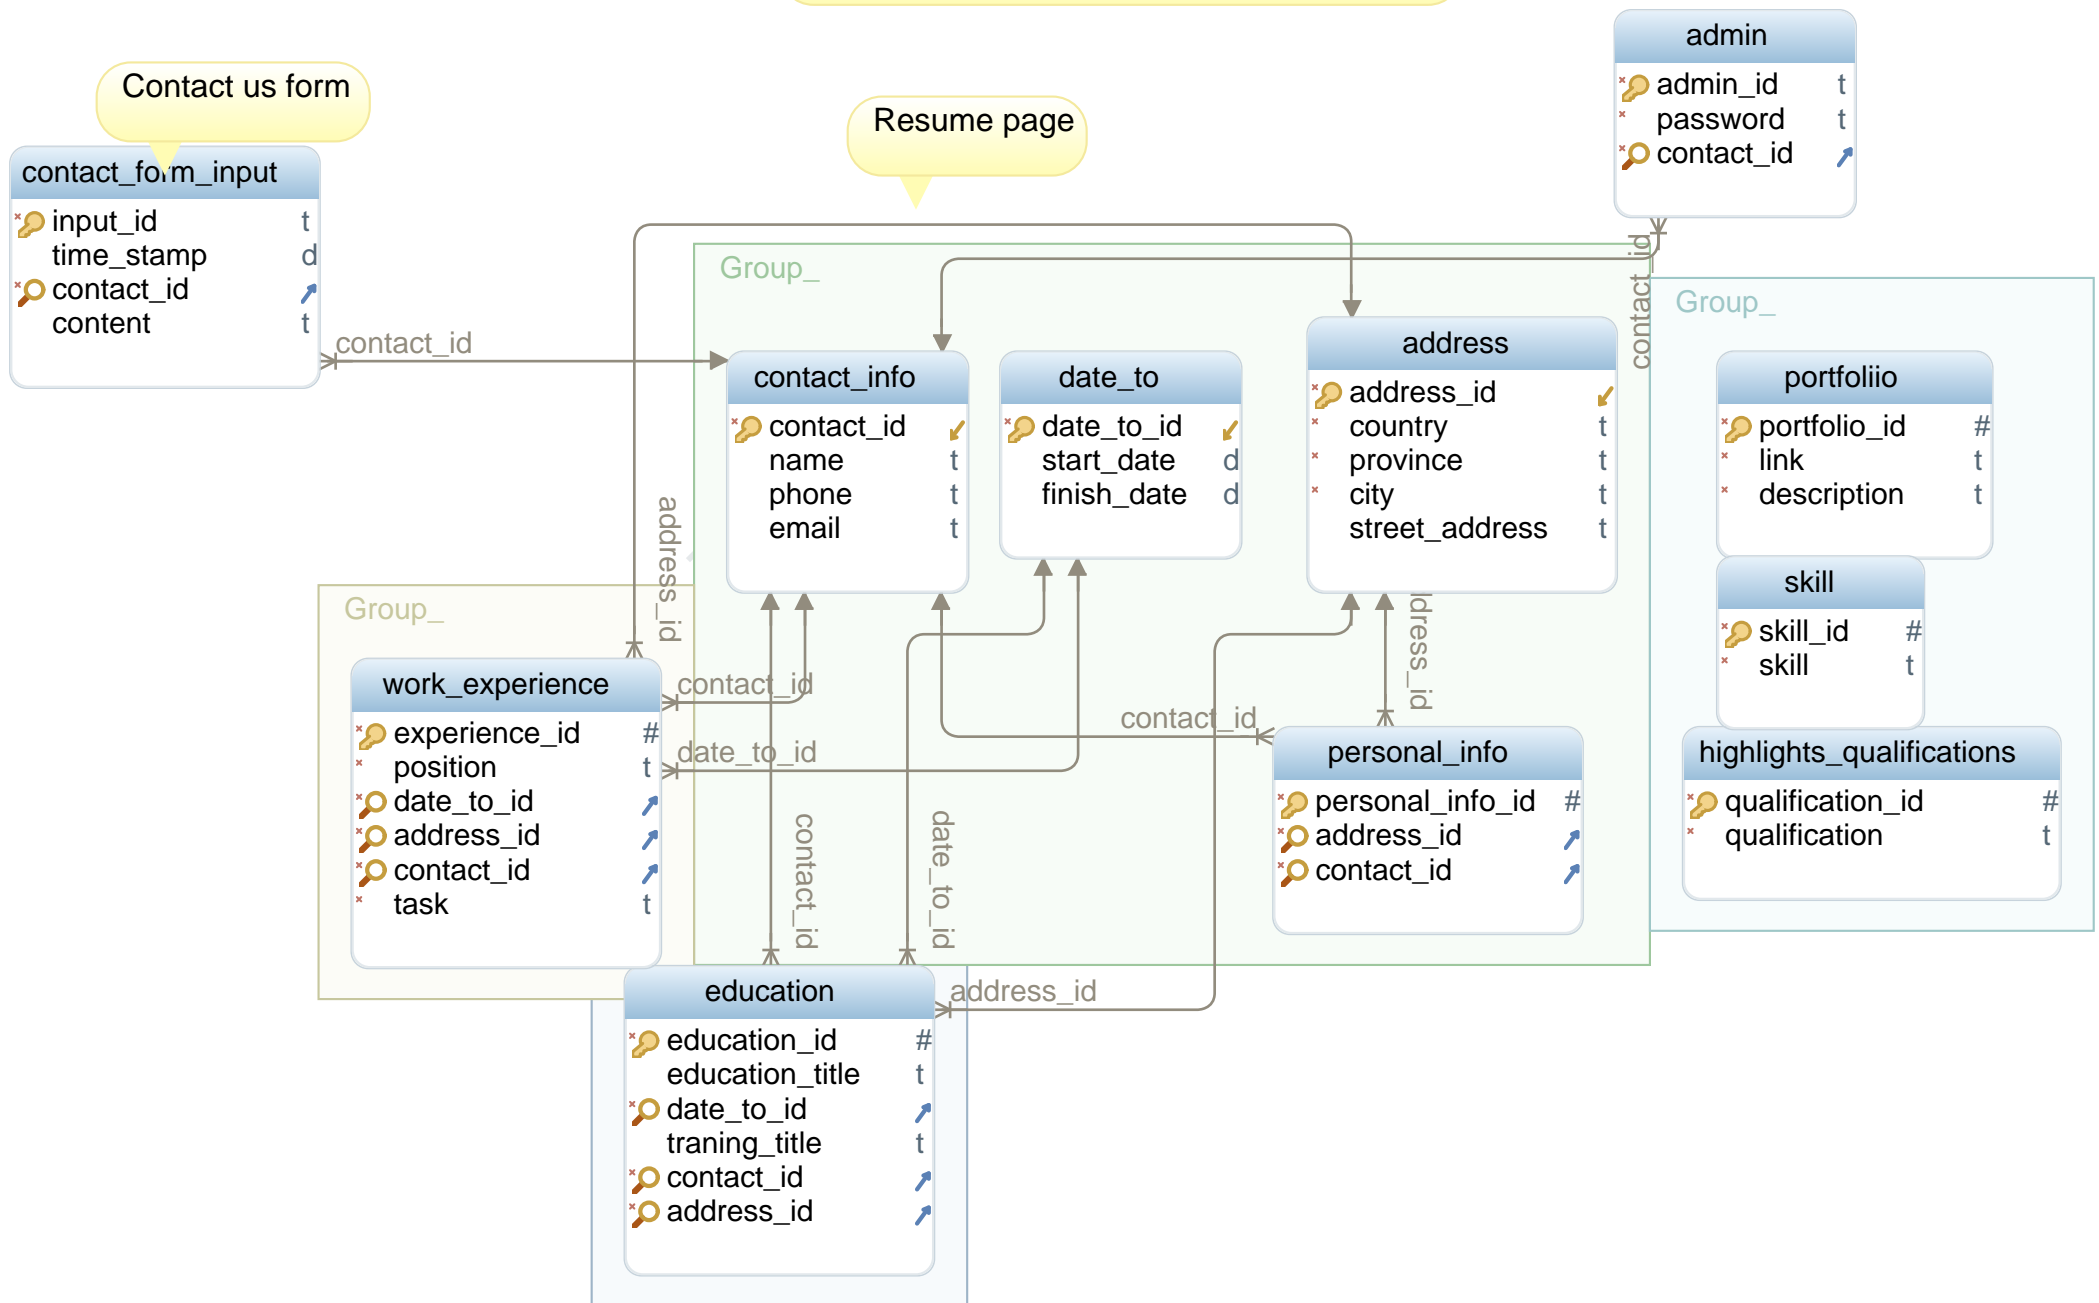 admin
admin_id t
password t
contact_id
Contact us form
Resume page
contact_form_input
input_id t
time_stamp d
contact_id
content t
contact_id
Group_
contact_id
Group_
address
address_id
country t
province t
city t
street_address t
contact_info
contact_id
name t
phone t
email t
date_to
date_to_id
start_date d
finish_date d
portfoliio
portfolio_id #
link t
description t
address_id
skill
skill_id #
skill t
Group_
work_experience
experience_id #
position t
date_to_id
address_id
contact_id
task t
contact_id
date_to_id
contact_id
date_to_id
contact_id
personal_info
personal_info_id #
address_id
contact_id
highlights_qualifications
qualification_id #
qualification t
education
education_id #
education_title t
date_to_id
traning_title t
contact_id
address_id
address_id